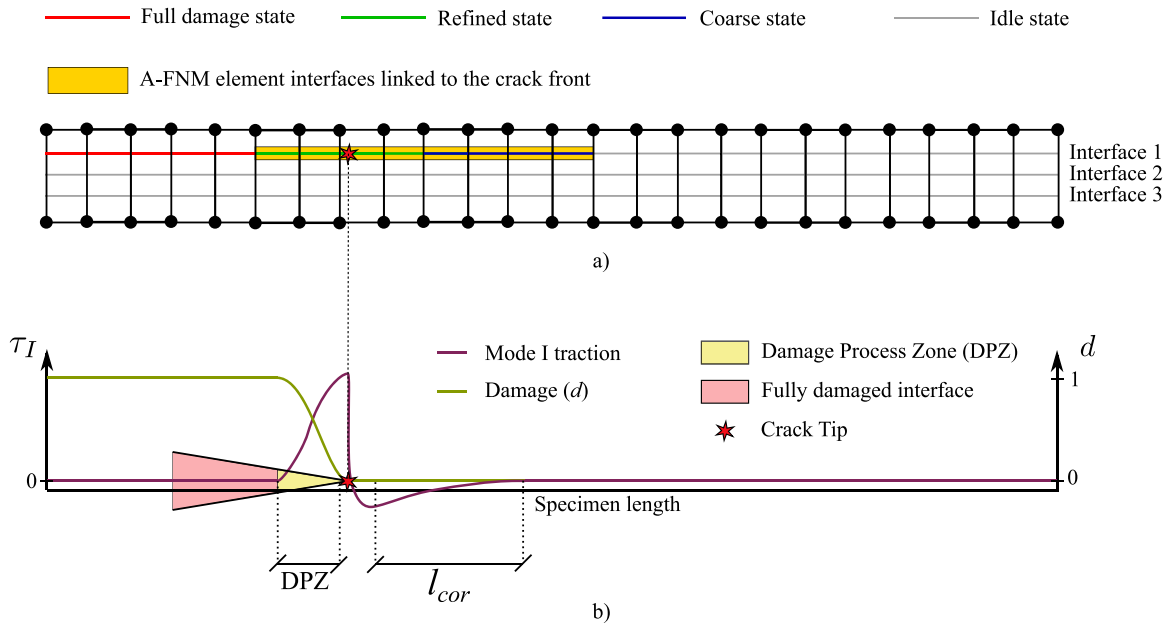 Full damage state
Refined state
Coarse state
Idle state
A-FNM element interfaces linked to the crack front
Interface 1
Interface 2
Interface 3
a)
τI
d
Mode I traction
Damage Process Zone (DPZ)
1
Damage (d)
Fully damaged interface
Crack Tip
0
0
Specimen length
DPZ
lcor
b)